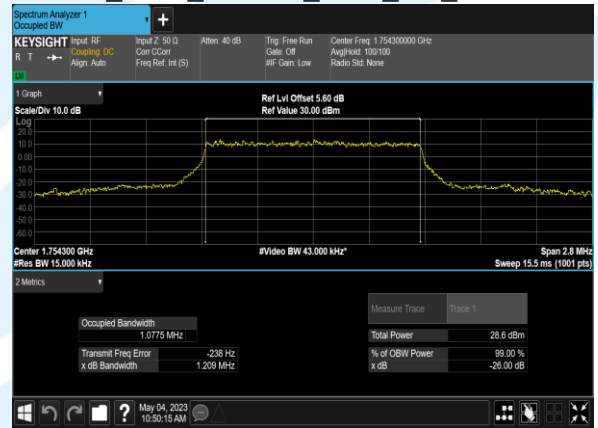 Spectrum Analyzer 1
Occupied BW
+
KEYSIGHT Input: RF Input Z: 50 Ω Atten: 40 dB Trig: Free Run Center Freq: 1.754300000 GHz
R T Coupling: DC Corr CCorr Gate: Off Avg|Hold: 100/100
Align: Auto Freq Ref: Int (S) #IF Gain: Low Radio Std: None
1 Graph
Ref Lvl Offset 5.60 dB
Scale/Div 10.0 dB Ref Value 30.00 dBm
Log
20.0
10.0
0.00
-10.0
-20.0
-30.0
-40.0
-50.0
-60.0
Center 1.754300 GHz #Video BW 43.000 kHz* Span 2.8 MHz
#Res BW 15.000 kHz Sweep 15.5 ms (1001 pts)
2 Metrics
Measure Trace Trace 1
Occupied Bandwidth
1.0775 MHz Total Power 28.6 dBm
Transmit Freq Error -238 Hz % of OBW Power 99.00 %
x dB Bandwidth 1.209 MHz x dB -26.00 dB
? May 04, 2023
10:50:15 AM